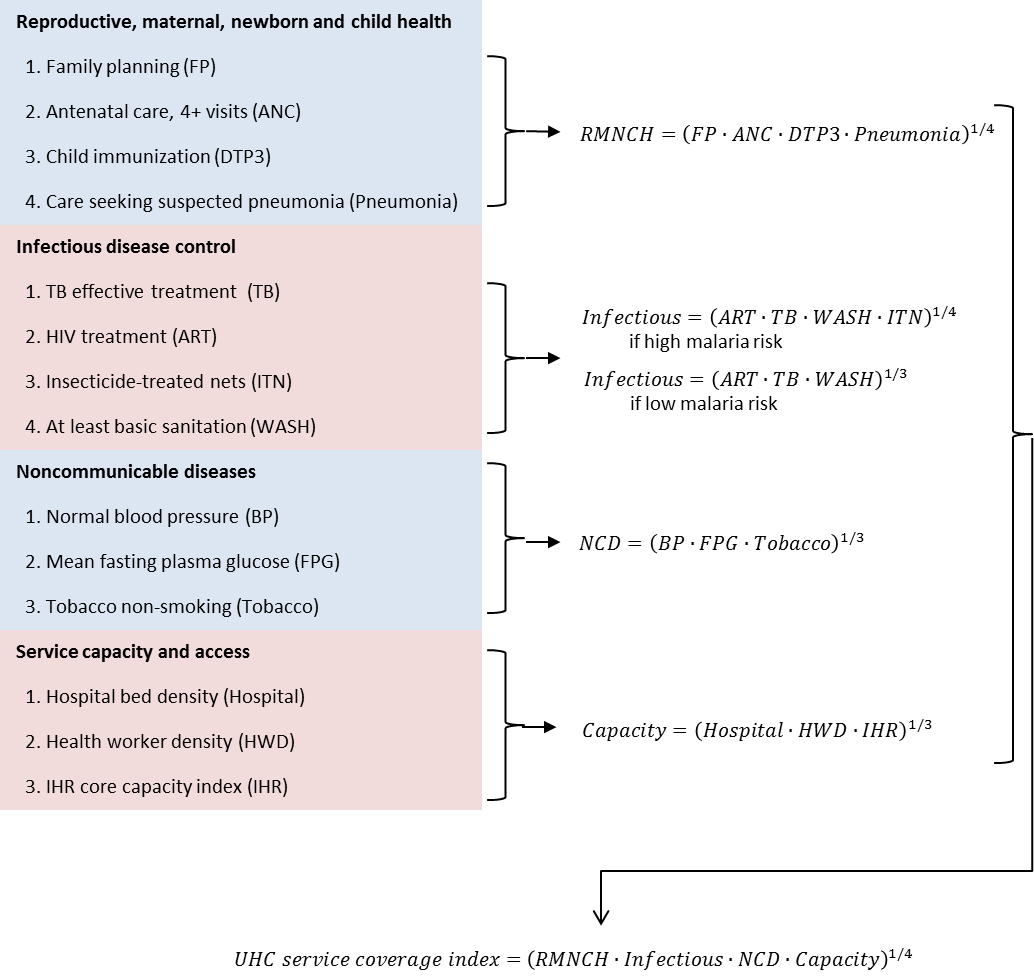 Reproductive, maternal, newborn and child health
1. Family planning (FP)
2. Antenatal care, 4+ visits (ANC)
3. Child immunization (DTP3)
4. Care seeking suspected pneumonia (Pneumonia)
RMNCH = (FP · ANC · DTP3 · Pneumonia)^1/4
Infectious disease control
1. TB effective treatment (TB)
2. HIV treatment (ART)
3. Insecticide-treated nets (ITN)
4. At least basic sanitation (WASH)
Infectious = (ART · TB · WASH · ITN)^1/4
if high malaria risk
Infectious = (ART · TB · WASH)^1/3
if low malaria risk
Noncommunicable diseases
1. Normal blood pressure (BP)
2. Mean fasting plasma glucose (FPG)
3. Tobacco non-smoking (Tobacco)
NCD = (BP · FPG · Tobacco)^1/3
Service capacity and access
1. Hospital bed density (Hospital)
2. Health worker density (HWD)
3. IHR core capacity index (IHR)
Capacity = (Hospital · HWD · IHR)^1/3
UHC service coverage index = (RMNCH · Infectious · NCD · Capacity)^1/4